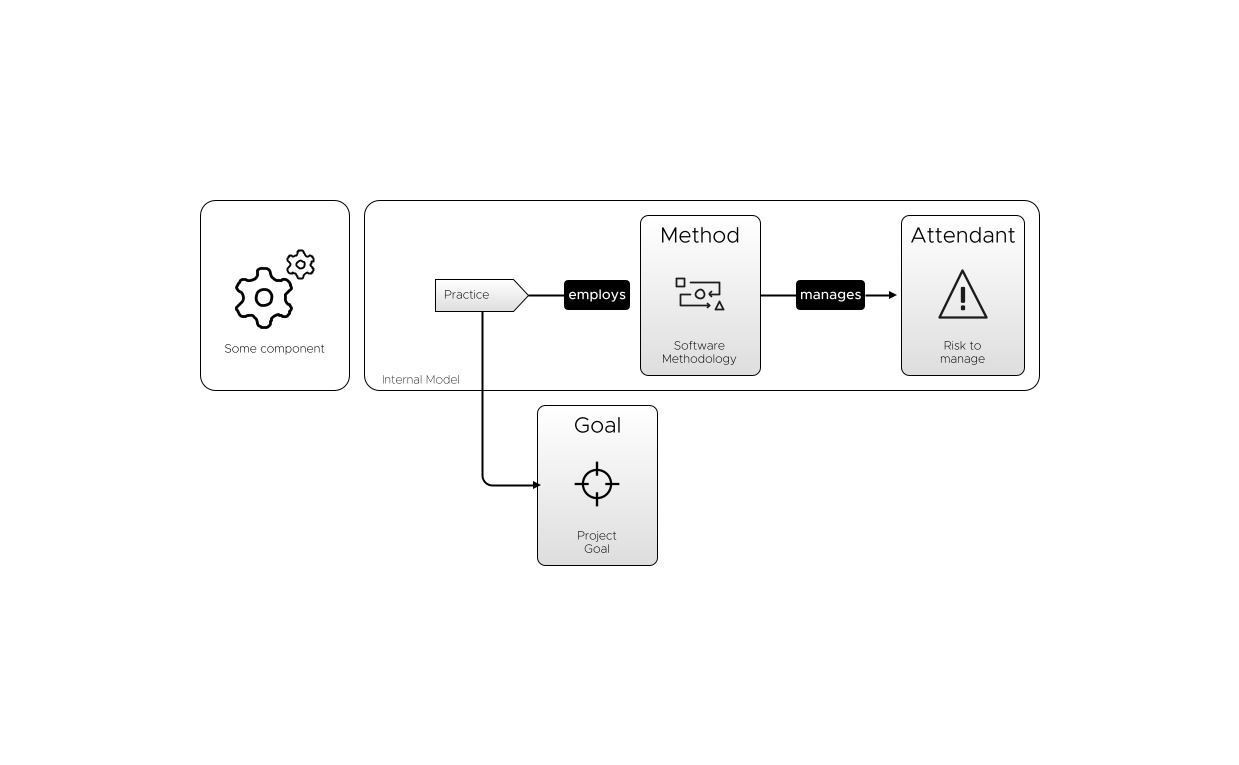 Some component
Internal Model
Practice
employs
Method
Software
Methodology
manages
Attendant
Risk to
manage
Goal
Project
Goal